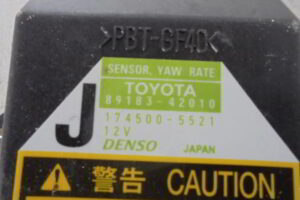 >PBT-GF40<
SENSOR, YAW RATE
TOYOTA
89183-42010
J
174500-5521
12V
DENSO JAPAN
警告 CAUTION